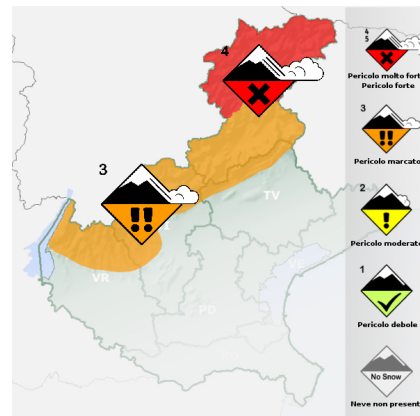 4
3
TV
VR
PD
4
5
Pericolo molto forte
Pericolo forte
3
Pericolo marcato
2
Pericolo moderato
1
Pericolo debole
No Snow
Neve non present